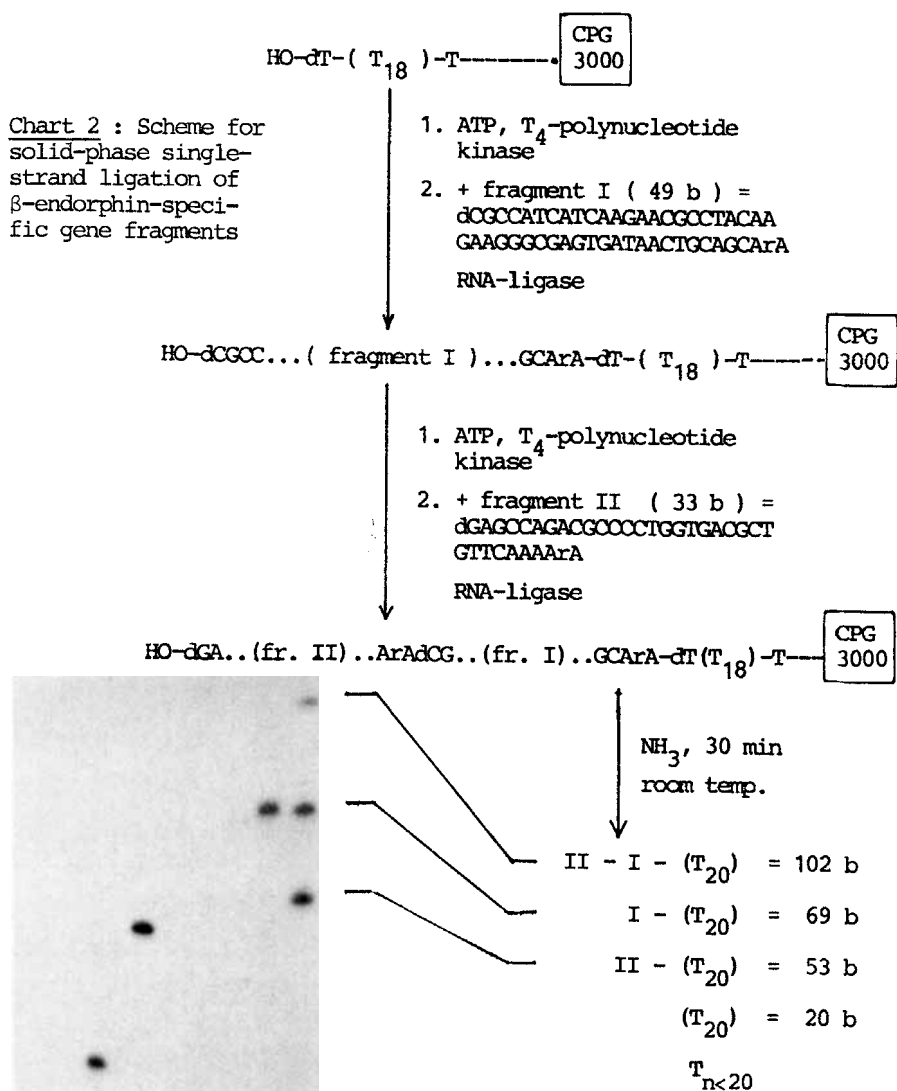 HO-dT-( T18 )-T------- CPG
3000
Chart 2 : Scheme for
solid-phase single-
strand ligation of
β-endorphin-speci-
fic gene fragments
1. ATP, T4-polynucleotide
kinase
2. + fragment I ( 49 b ) =
dCGCCATCATCAAGAACGCCTACAA
GAAGGGCGAGTGATAACTGCAGCArA
RNA-ligase
HO-dCGCC...( fragment I )...GCArA-dT-( T18 )-T------- CPG
3000
1. ATP, T4-polynucleotide
kinase
2. + fragment II ( 33 b ) =
dGAGCCAGACGCCCCTGGTGACGCT
GTTCAAAArA
RNA-ligase
HO-dGA..(fr. II)..ArAdCG..(fr. I)..GCArA-dT(T18)-T----- CPG
3000
NH3, 30 min
room temp.
II - I - (T20) = 102 b
I - (T20) = 69 b
II - (T20) = 53 b
(T20) = 20 b
Tn<20